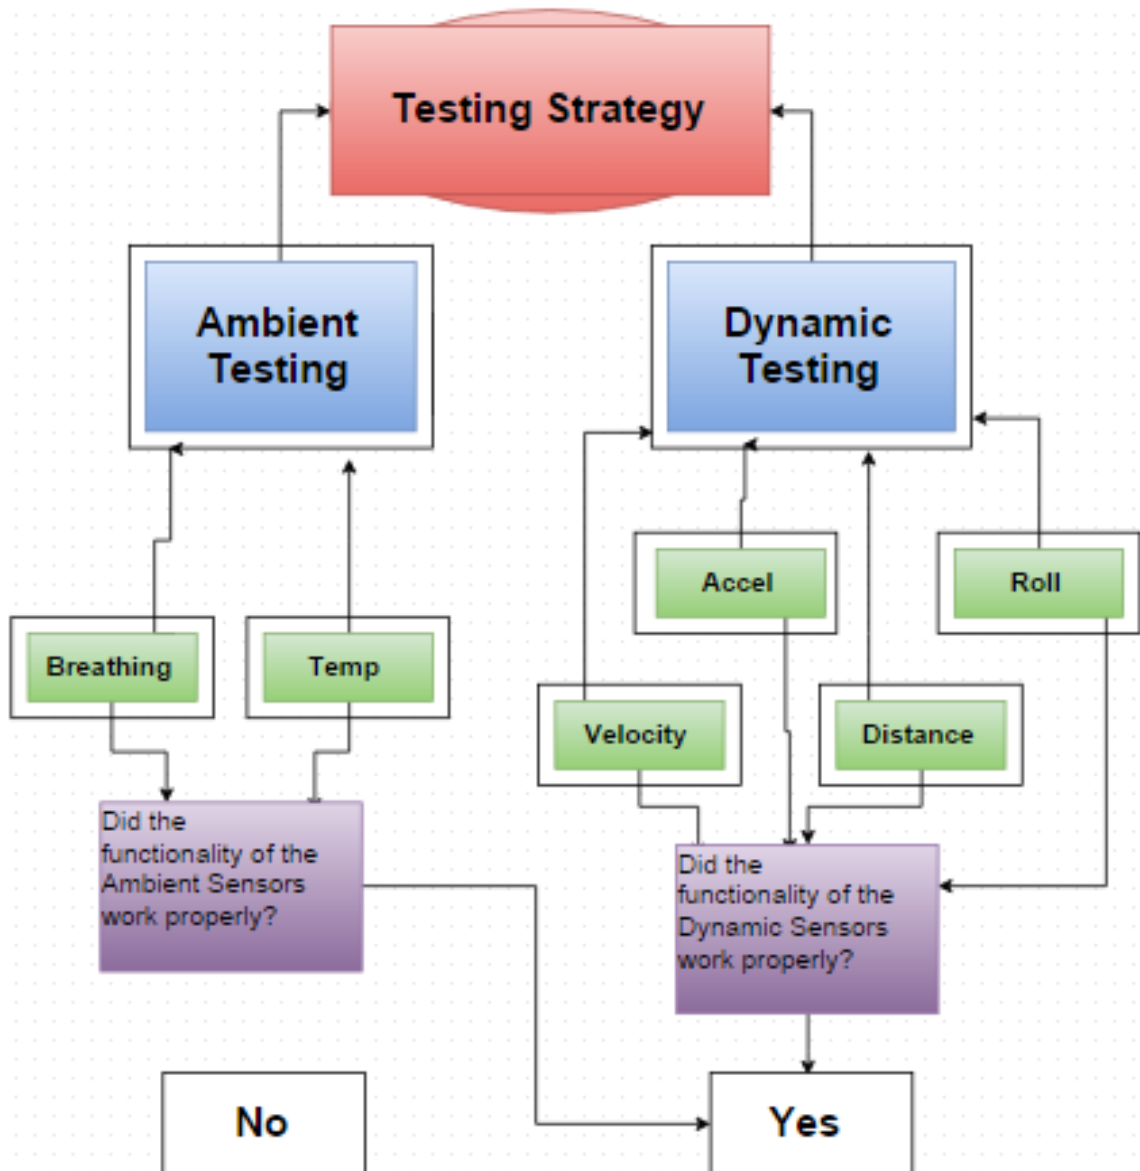 Testing Strategy
Ambient
Testing
Dynamic
Testing
Accel
Roll
Breathing
Temp
Velocity
Distance
Did the
functionality of the
Ambient Sensors
work properly?
Did the
functionality of the
Dynamic Sensors
work properly?
No
Yes